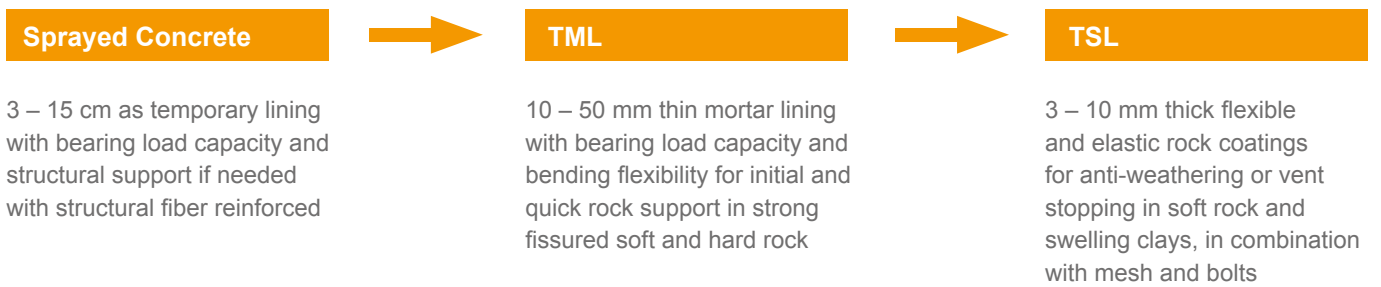 Sprayed Concrete
3 – 15 cm as temporary lining
with bearing load capacity and
structural support if needed
with structural fiber reinforced
TML
10 – 50 mm thin mortar lining
with bearing load capacity and
bending flexibility for initial and
quick rock support in strong
fissured soft and hard rock
TSL
3 – 10 mm thick flexible
and elastic rock coatings
for anti-weathering or vent
stopping in soft rock and
swelling clays, in combination
with mesh and bolts